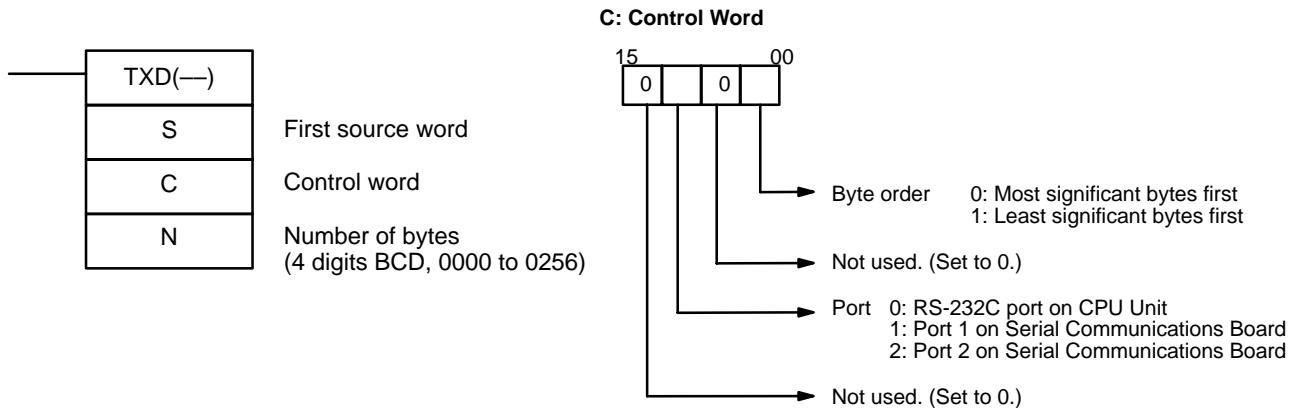 C: Control Word
15 00
0 0
TXD(—)
S First source word
C Control word
N Number of bytes
(4 digits BCD, 0000 to 0256)
Byte order 0: Most significant bytes first
1: Least significant bytes first
Not used. (Set to 0.)
Port 0: RS-232C port on CPU Unit
1: Port 1 on Serial Communications Board
2: Port 2 on Serial Communications Board
Not used. (Set to 0.)